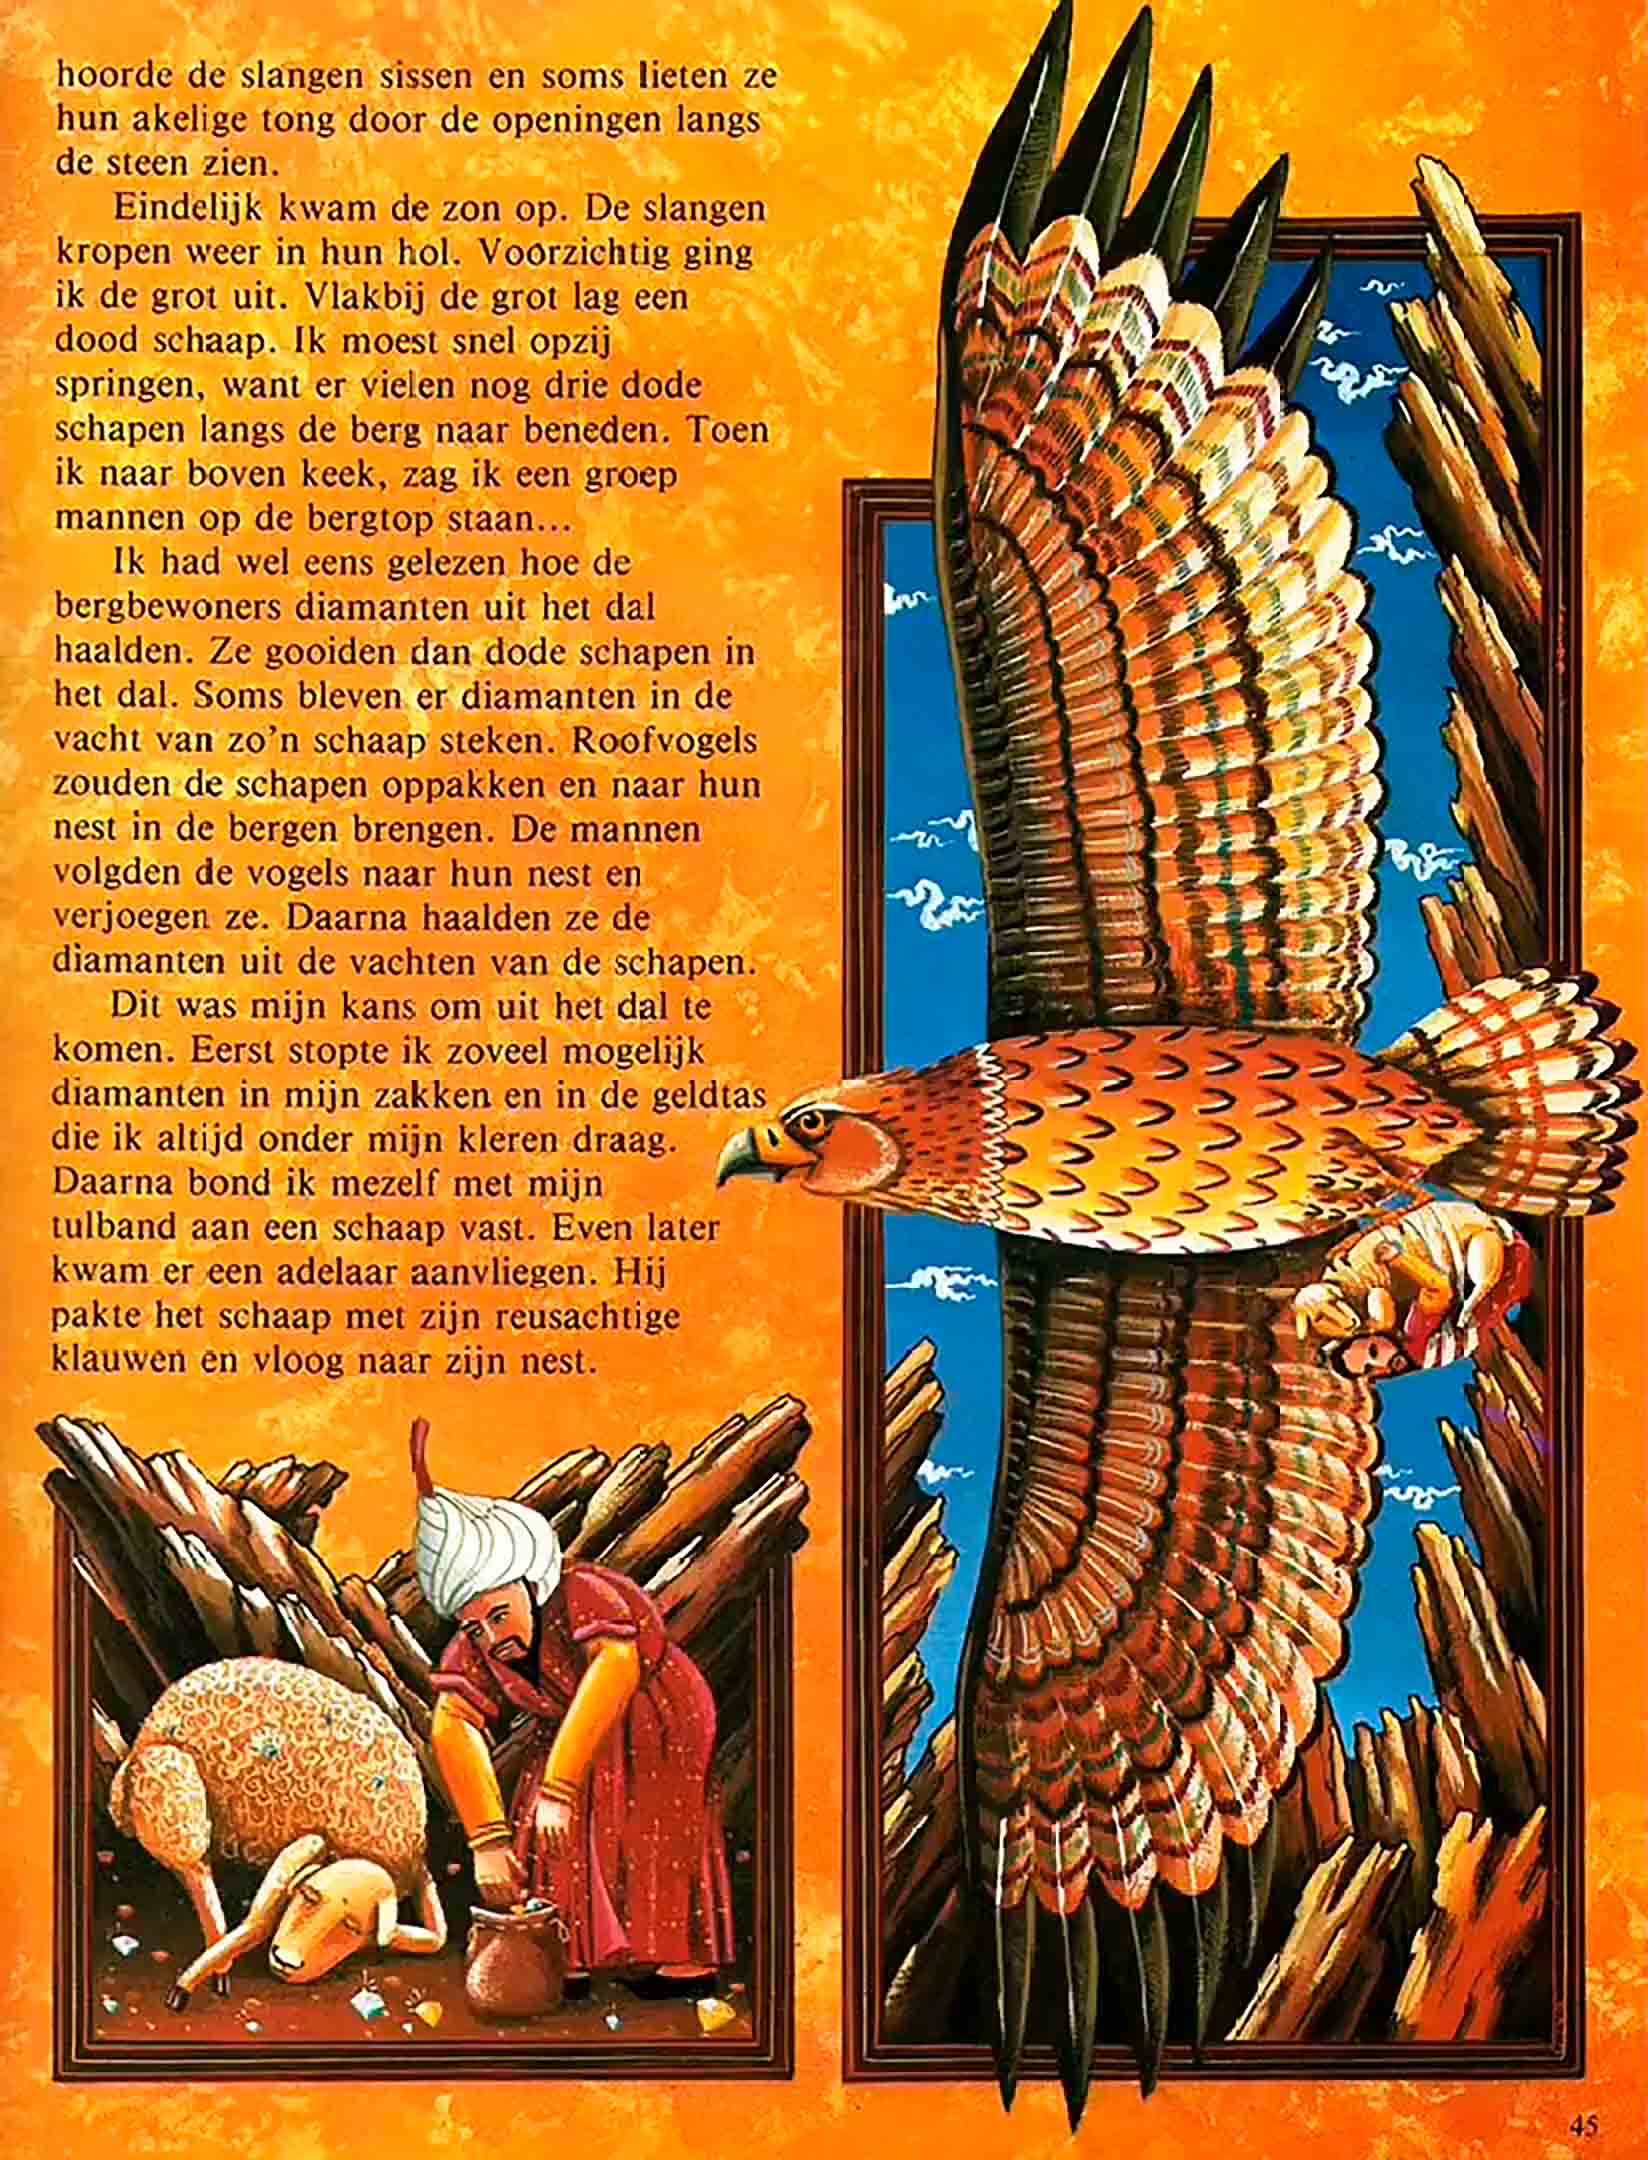 hoorde de slangen sissen en soms lieten ze
hun akelige tong door de openingen langs
de steen zien.
Eindelijk kwam de zon op. De slangen
kropen weer in hun hol. Voorzichtig ging
ik de grot uit. Vlakbij de grot lag een
dood schaap. Ik moest snel opzij
springen, want er vielen nog drie dode
schapen langs de berg naar beneden. Toen
ik naar boven keek, zag ik een groep
mannen op de bergtop staan...
Ik had wel eens gelezen hoe de
bergbewoners diamanten uit het dal
haalden. Ze gooiden dan dode schapen in
het dal. Soms bleven er diamanten in de
vacht van zo'n schaap steken. Roofvogels
zouden de schapen oppakken en naar hun
nest in de bergen brengen. De mannen
volgden de vogels naar hun nest en
verjoegen ze. Daarna haalden ze de
diamanten uit de vachten van de schapen.
Dit was mijn kans om uit het dal te
komen. Eerst stopte ik zoveel mogelijk
diamanten in mijn zakken en in de geldtas
die ik altijd onder mijn kleren draag.
Daarna bond ik mezelf met mijn
tulband aan een schaap vast. Even later
kwam er een adelaar aanvliegen. Hij
pakte het schaap met zijn reusachtige
klauwen en vloog naar zijn nest.
45